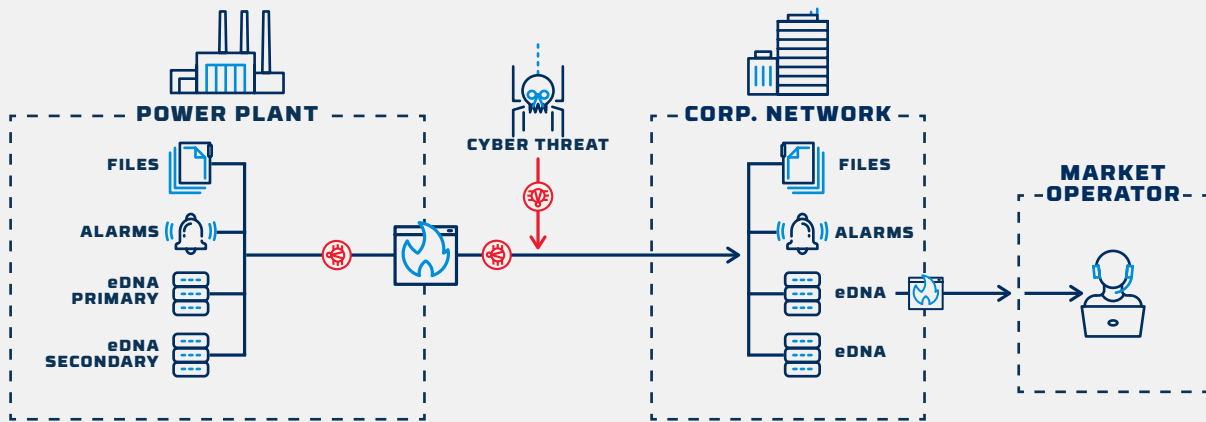 POWER PLANT
FILES
ALARMS
eDNA
PRIMARY
eDNA
SECONDARY
CYBER THREAT
CORP. NETWORK
FILES
ALARMS
eDNA
eDNA
MARKET
OPERATOR